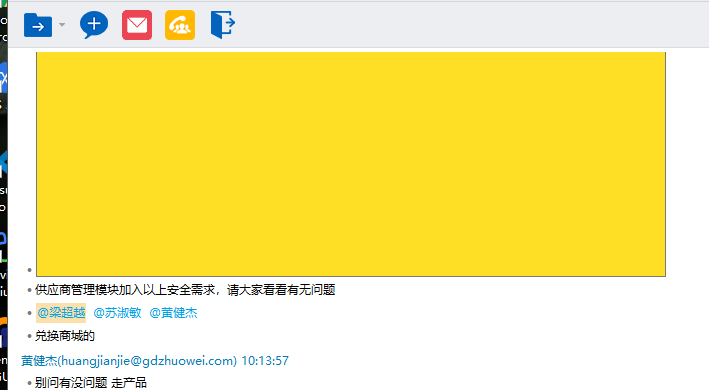 供应商管理模块加入以上安全需求，请大家看看有无问题
@梁超越 @苏淑敏 @黄健杰
兑换商城的
黄健杰(huangjianjie@gdzhuowei.com) 10:13:57
别问有没问题 走产品